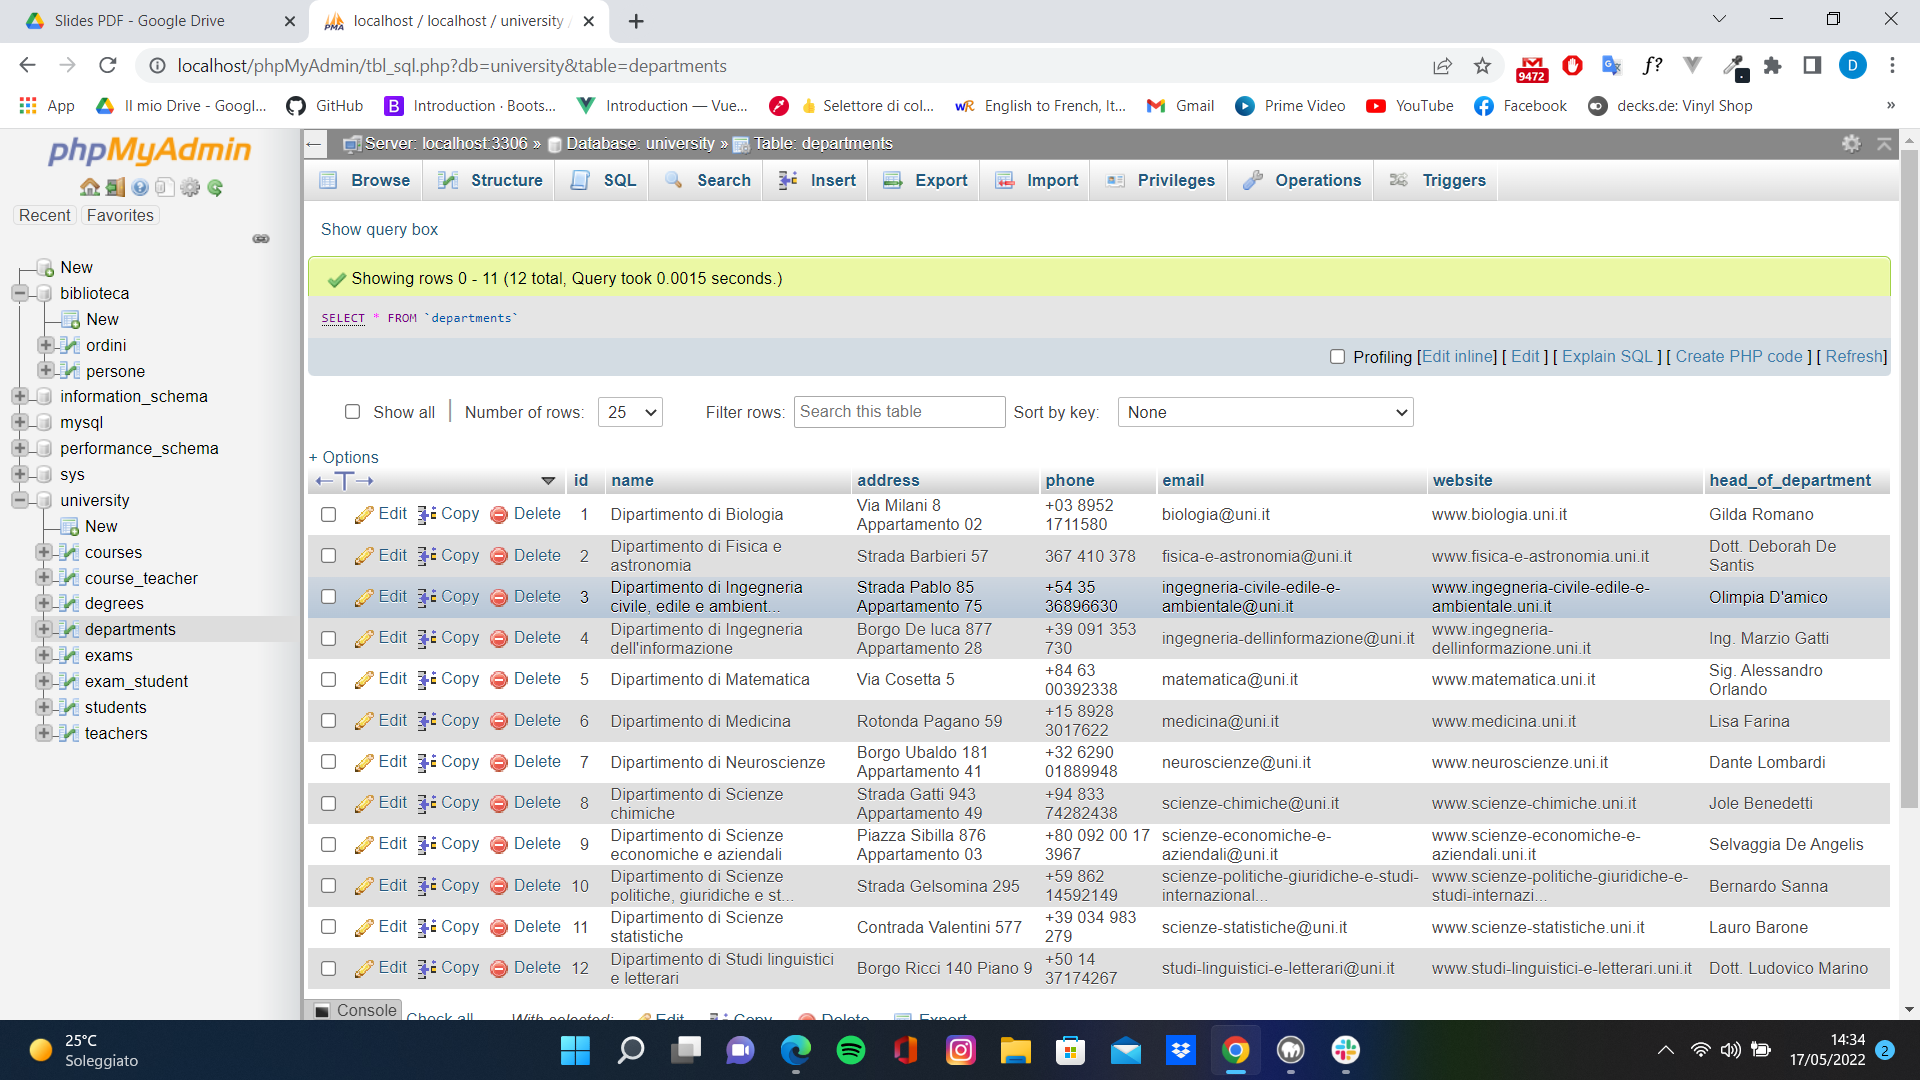 Slides PDF - Google Drive
localhost / localhost / university /
localhost/phpMyAdmin/tbl_sql.php?db=university&table=departments
9472
f?
D
App
Il mio Drive - Googl...
GitHub
Introduction · Boots...
Introduction — Vue...
Selettore di col...
English to French, It...
Gmail
Prime Video
YouTube
Facebook
decks.de: Vinyl Shop
»
phpMyAdmin
Recent
Favorites
New
biblioteca
New
ordini
persone
information_schema
mysql
performance_schema
sys
university
New
courses
course_teacher
degrees
departments
exams
exam_student
students
teachers
Server: localhost:3306 » Database: university » Table: departments
Browse
Structure
SQL
Search
Insert
Export
Import
Privileges
Operations
Triggers
Show query box
Showing rows 0 - 11 (12 total, Query took 0.0015 seconds.)
SELECT * FROM `departments`
Profiling [Edit inline] [ Edit ] [ Explain SQL ] [ Create PHP code ] [ Refresh]
Show all | Number of rows: 25 Filter rows: Search this table Sort by key: None
+ Options
←T→ id name address phone email website head_of_department
Edit Copy Delete 1 Dipartimento di Biologia Via Milani 8 Appartamento 02 +03 8952 1711580 biologia@uni.it www.biologia.uni.it Gilda Romano
Edit Copy Delete 2 Dipartimento di Fisica e astronomia Strada Barbieri 57 367 410 378 fisica-e-astronomia@uni.it www.fisica-e-astronomia.uni.it Dott. Deborah De Santis
Edit Copy Delete 3 Dipartimento di Ingegneria civile, edile e ambient... Strada Pablo 85 Appartamento 75 +54 35 36896630 ingegneria-civile-edile-e-ambientale@uni.it www.ingegneria-civile-edile-e-ambientale.uni.it Olimpia D'amico
Edit Copy Delete 4 Dipartimento di Ingegneria dell'informazione Borgo De luca 877 Appartamento 28 +39 091 353 730 ingegneria-dellinformazione@uni.it www.ingegneria-dellinformazione.uni.it Ing. Marzio Gatti
Edit Copy Delete 5 Dipartimento di Matematica Via Cosetta 5 +84 63 00392338 matematica@uni.it www.matematica.uni.it Sig. Alessandro Orlando
Edit Copy Delete 6 Dipartimento di Medicina Rotonda Pagano 59 +15 8928 3017622 medicina@uni.it www.medicina.uni.it Lisa Farina
Edit Copy Delete 7 Dipartimento di Neuroscienze Borgo Ubaldo 181 Appartamento 41 +32 6290 01889948 neuroscienze@uni.it www.neuroscienze.uni.it Dante Lombardi
Edit Copy Delete 8 Dipartimento di Scienze chimiche Strada Gatti 943 Appartamento 49 +94 833 74282438 scienze-chimiche@uni.it www.scienze-chimiche.uni.it Jole Benedetti
Edit Copy Delete 9 Dipartimento di Scienze economiche e aziendali Piazza Sibilla 876 Appartamento 03 +80 092 00 17 3967 scienze-economiche-e-aziendali@uni.it www.scienze-economiche-e-aziendali.uni.it Selvaggia De Angelis
Edit Copy Delete 10 Dipartimento di Scienze politiche, giuridiche e st... Strada Gelsomina 295 +59 862 14592149 scienze-politiche-giuridiche-e-studi-internazional... www.scienze-politiche-giuridiche-e-studi-internazi... Bernardo Sanna
Edit Copy Delete 11 Dipartimento di Scienze statistiche Contrada Valentini 577 +39 034 983 279 scienze-statistiche@uni.it www.scienze-statistiche.uni.it Lauro Barone
Edit Copy Delete 12 Dipartimento di Studi linguistici e letterari Borgo Ricci 140 Piano 9 +50 14 37174267 studi-linguistici-e-letterari@uni.it www.studi-linguistici-e-letterari.uni.it Dott. Ludovico Marino
Console
Check all With selected: Edit Copy Delete Export
25°C
Soleggiato
14:34
17/05/2022
2